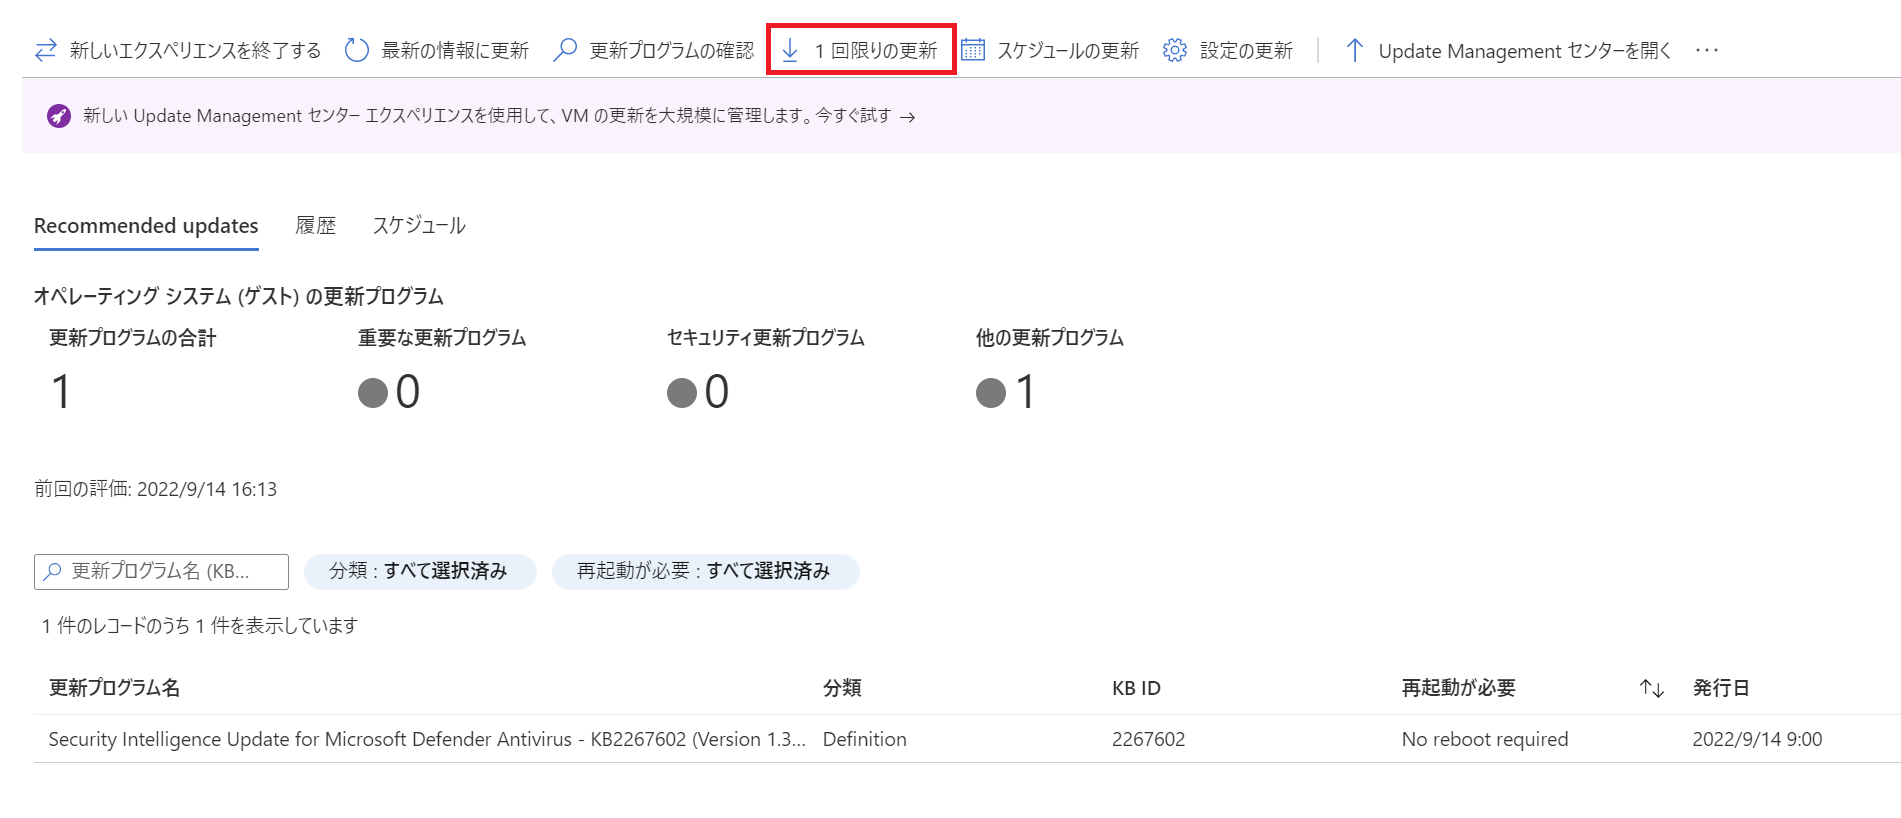 新しいエクスペリエンスを終了する 最新の情報に更新 更新プログラムの確認 1 回限りの更新 スケジュールの更新 設定の更新 Update Management センターを開く ···
新しい Update Management センター エクスペリエンスを使用して、VM の更新を大規模に管理します。今すぐ試す →
Recommended updates 履歴 スケジュール
オペレーティング システム (ゲスト) の更新プログラム
更新プログラムの合計 重要な更新プログラム セキュリティ更新プログラム 他の更新プログラム
1 0 0 1
前回の評価: 2022/9/14 16:13
更新プログラム名 (KB... 分類 : すべて選択済み 再起動が必要 : すべて選択済み
1 件のレコードのうち 1 件を表示しています
更新プログラム名 分類 KB ID 再起動が必要 ↑↓ 発行日
Security Intelligence Update for Microsoft Defender Antivirus - KB2267602 (Version 1.3... Definition 2267602 No reboot required 2022/9/14 9:00